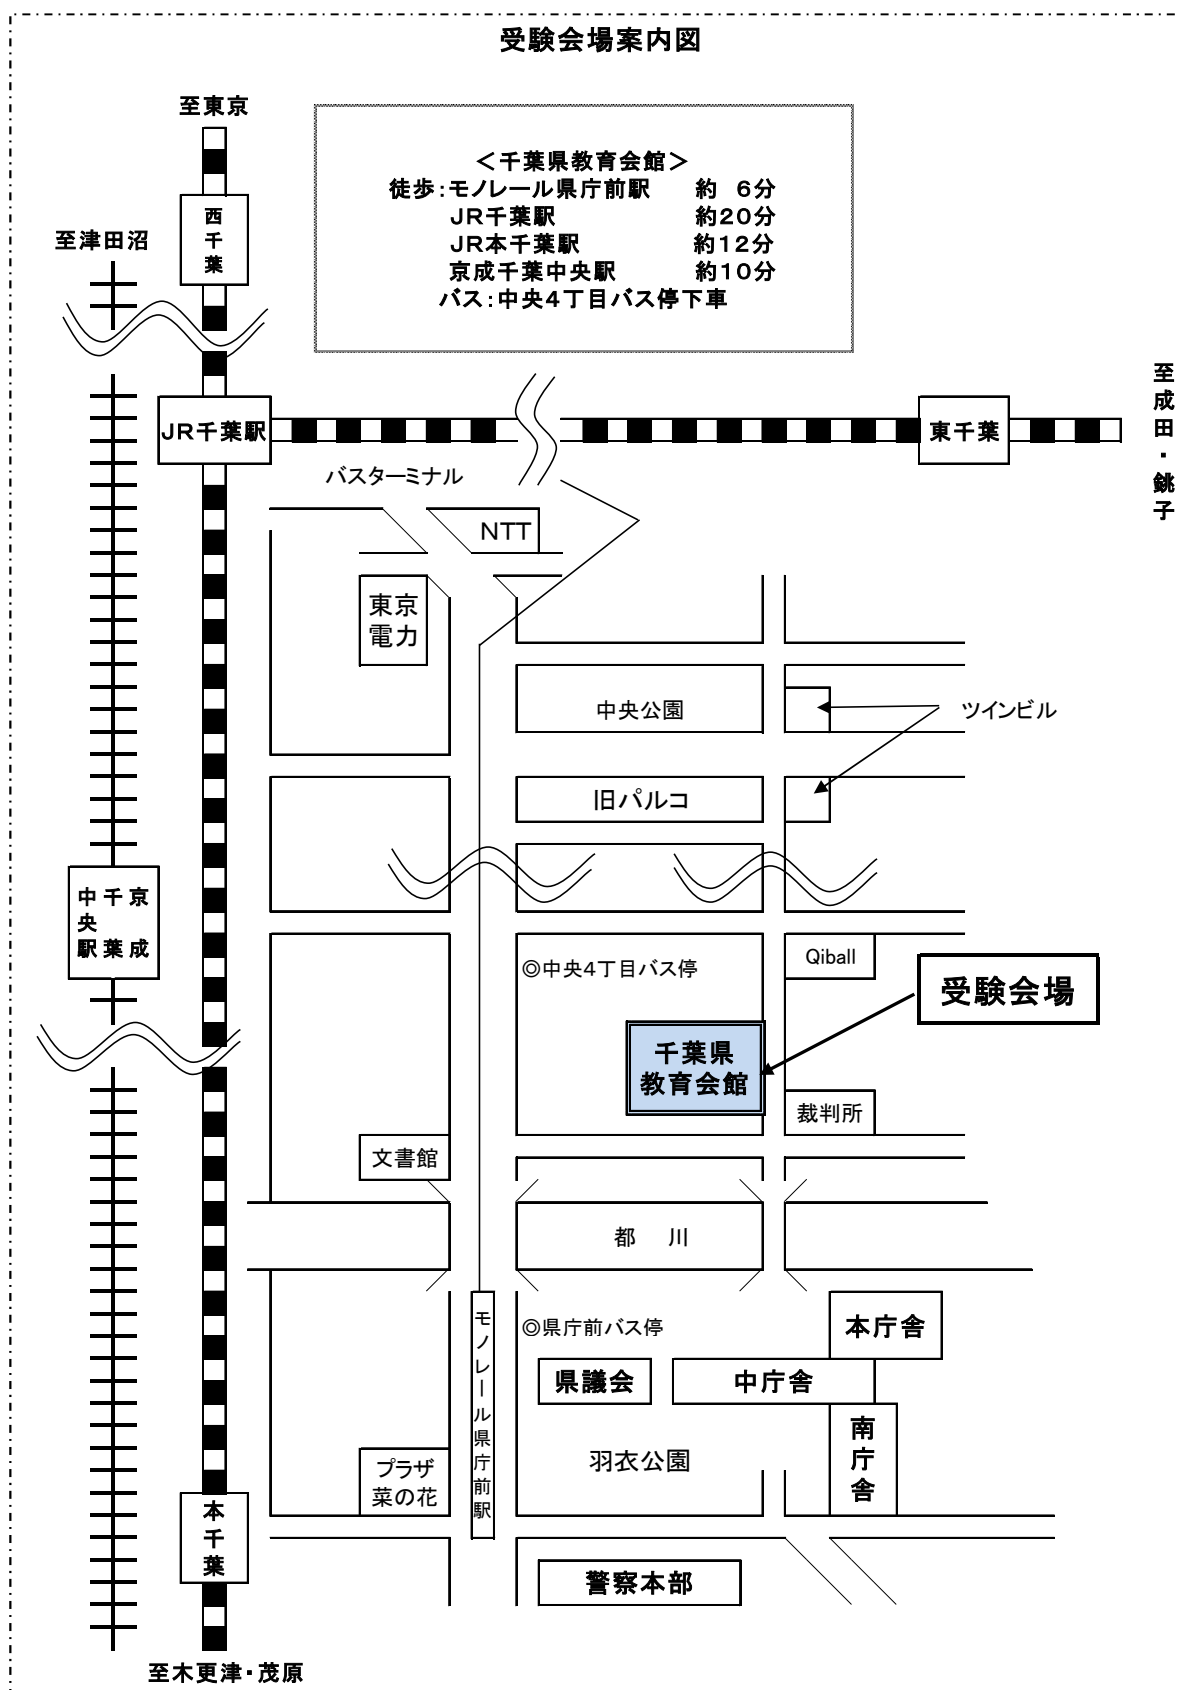 受験会場案内図
至東京
＜千葉県教育会館＞
徒歩：モノレール県庁前駅　約　６分
ＪＲ千葉駅　約２０分
ＪＲ本千葉駅　約１２分
京成千葉中央駅　約１０分
バス：中央４丁目バス停下車
西千葉
至津田沼
至成田・銚子
ＪＲ千葉駅
東千葉
バスターミナル
ＮＴＴ
東京
電力
中央公園
ツインビル
旧パルコ
京成
千葉
中央駅
◎中央4丁目バス停
Qiball
受験会場
千葉県
教育会館
裁判所
文書館
都　川
モノレール県庁前駅
◎県庁前バス停
本庁舎
県議会
中庁舎
南庁舎
羽衣公園
プラザ
菜の花
本千葉
警察本部
至木更津・茂原